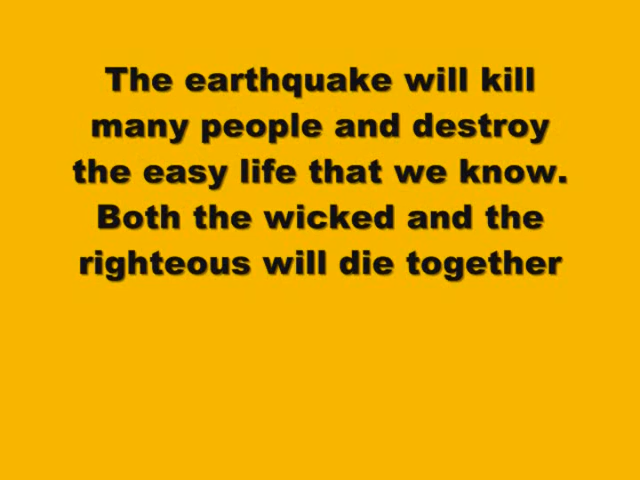 The earthquake will kill
many people and destroy
the easy life that we know.
Both the wicked and the
righteous will die together